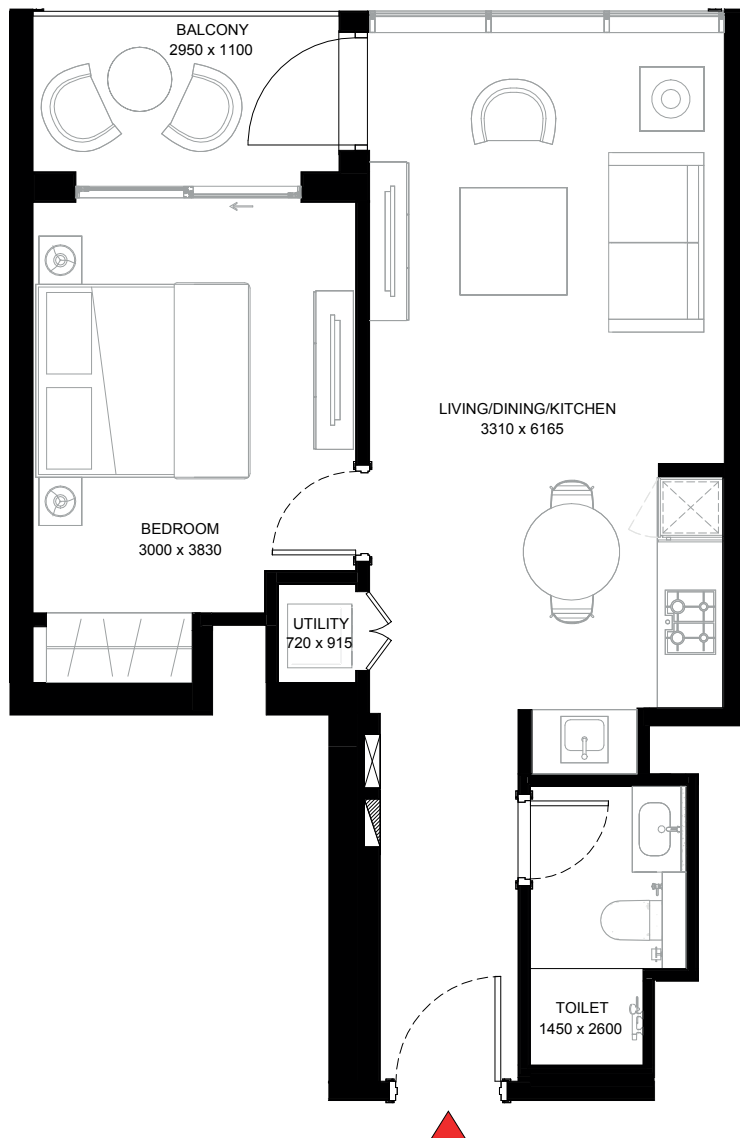 BALCONY
2950 x 1100
LIVING/DINING/KITCHEN
3310 x 6165
BEDROOM
3000 x 3830
UTILITY
720 x 915
TOILET
1450 x 2600